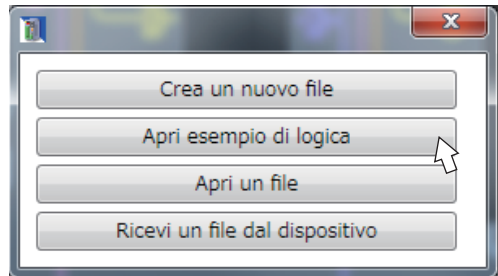 Crea un nuovo file
Apri esempio di logica
Apri un file
Ricevi un file dal dispositivo